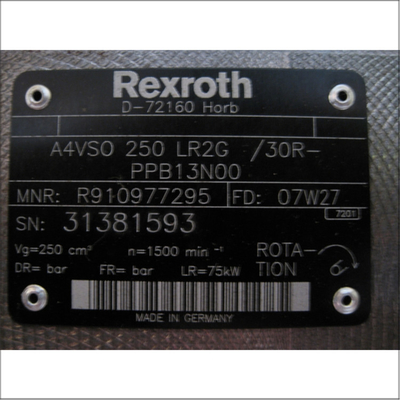 Rexroth
D-72160 Horb
A4VSO 250 LR2G /30R-
PPB13N00
MNR: R910977295 FD: 07W27
7201
SN: 31381593
Vg=250 cm³ n=1500 min⁻¹ ROTA-
DR= bar FR= bar LR=75kW TION
MADE IN GERMANY